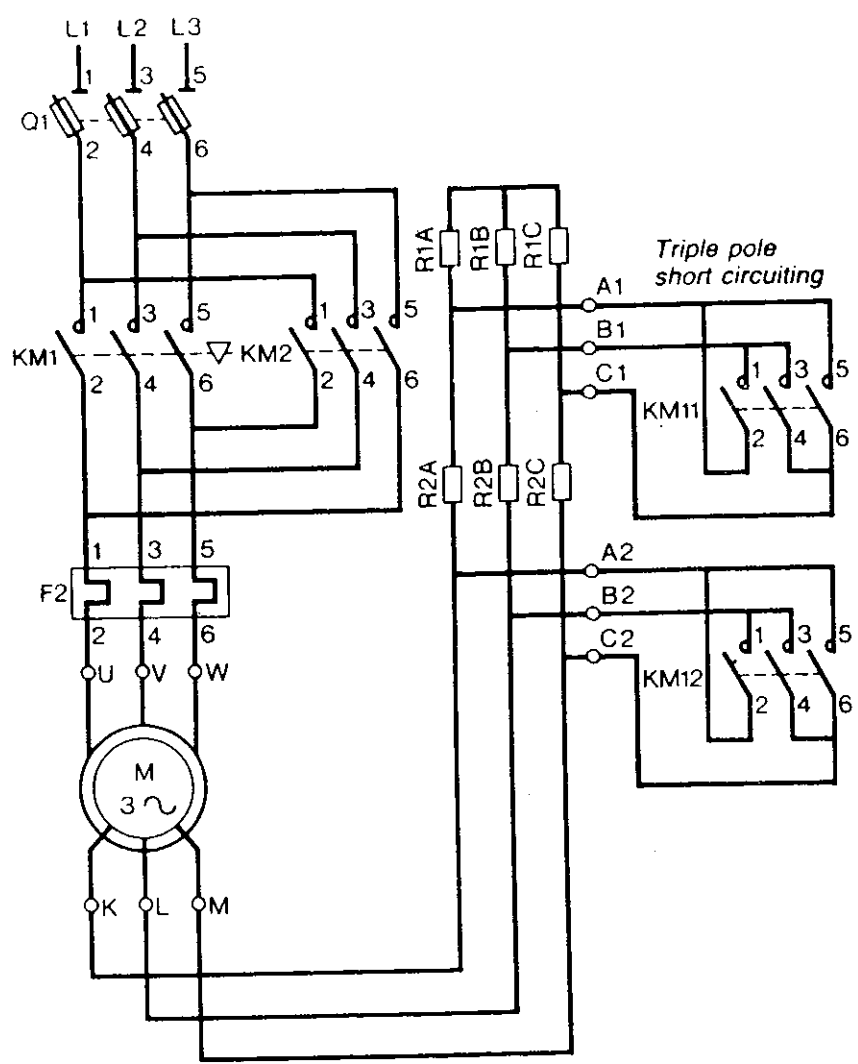 L1 L2 L3
1 3 5
Q1
2 4 6
R1A R1B R1C
Triple pole
short circuiting
A1
1 3 5
1 3 5
B1
KM1
KM2
2 4 6
2 4 6
C1
1 3 5
KM11
2 4 6
R2A R2B R2C
1 3 5
A2
F2
B2
2 4 6
C2
1 3 5
U V W
KM12
2 4 6
M
3
K L M